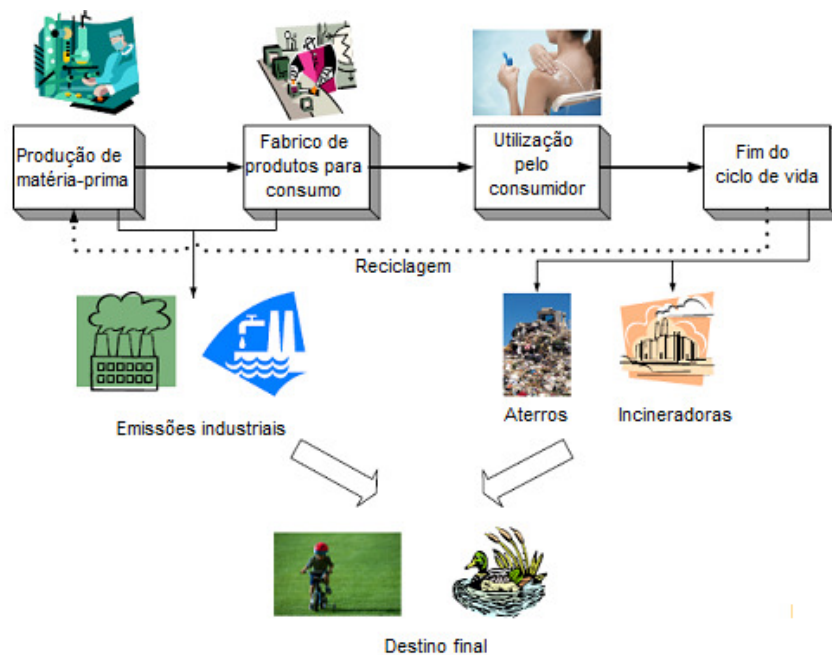 Produção de
matéria-prima
Fabrico de
produtos para
consumo
Utilização
pelo
consumidor
Fim do
ciclo de vida
Reciclagem
Emissões industriais
Aterros
Incineradoras
Destino final